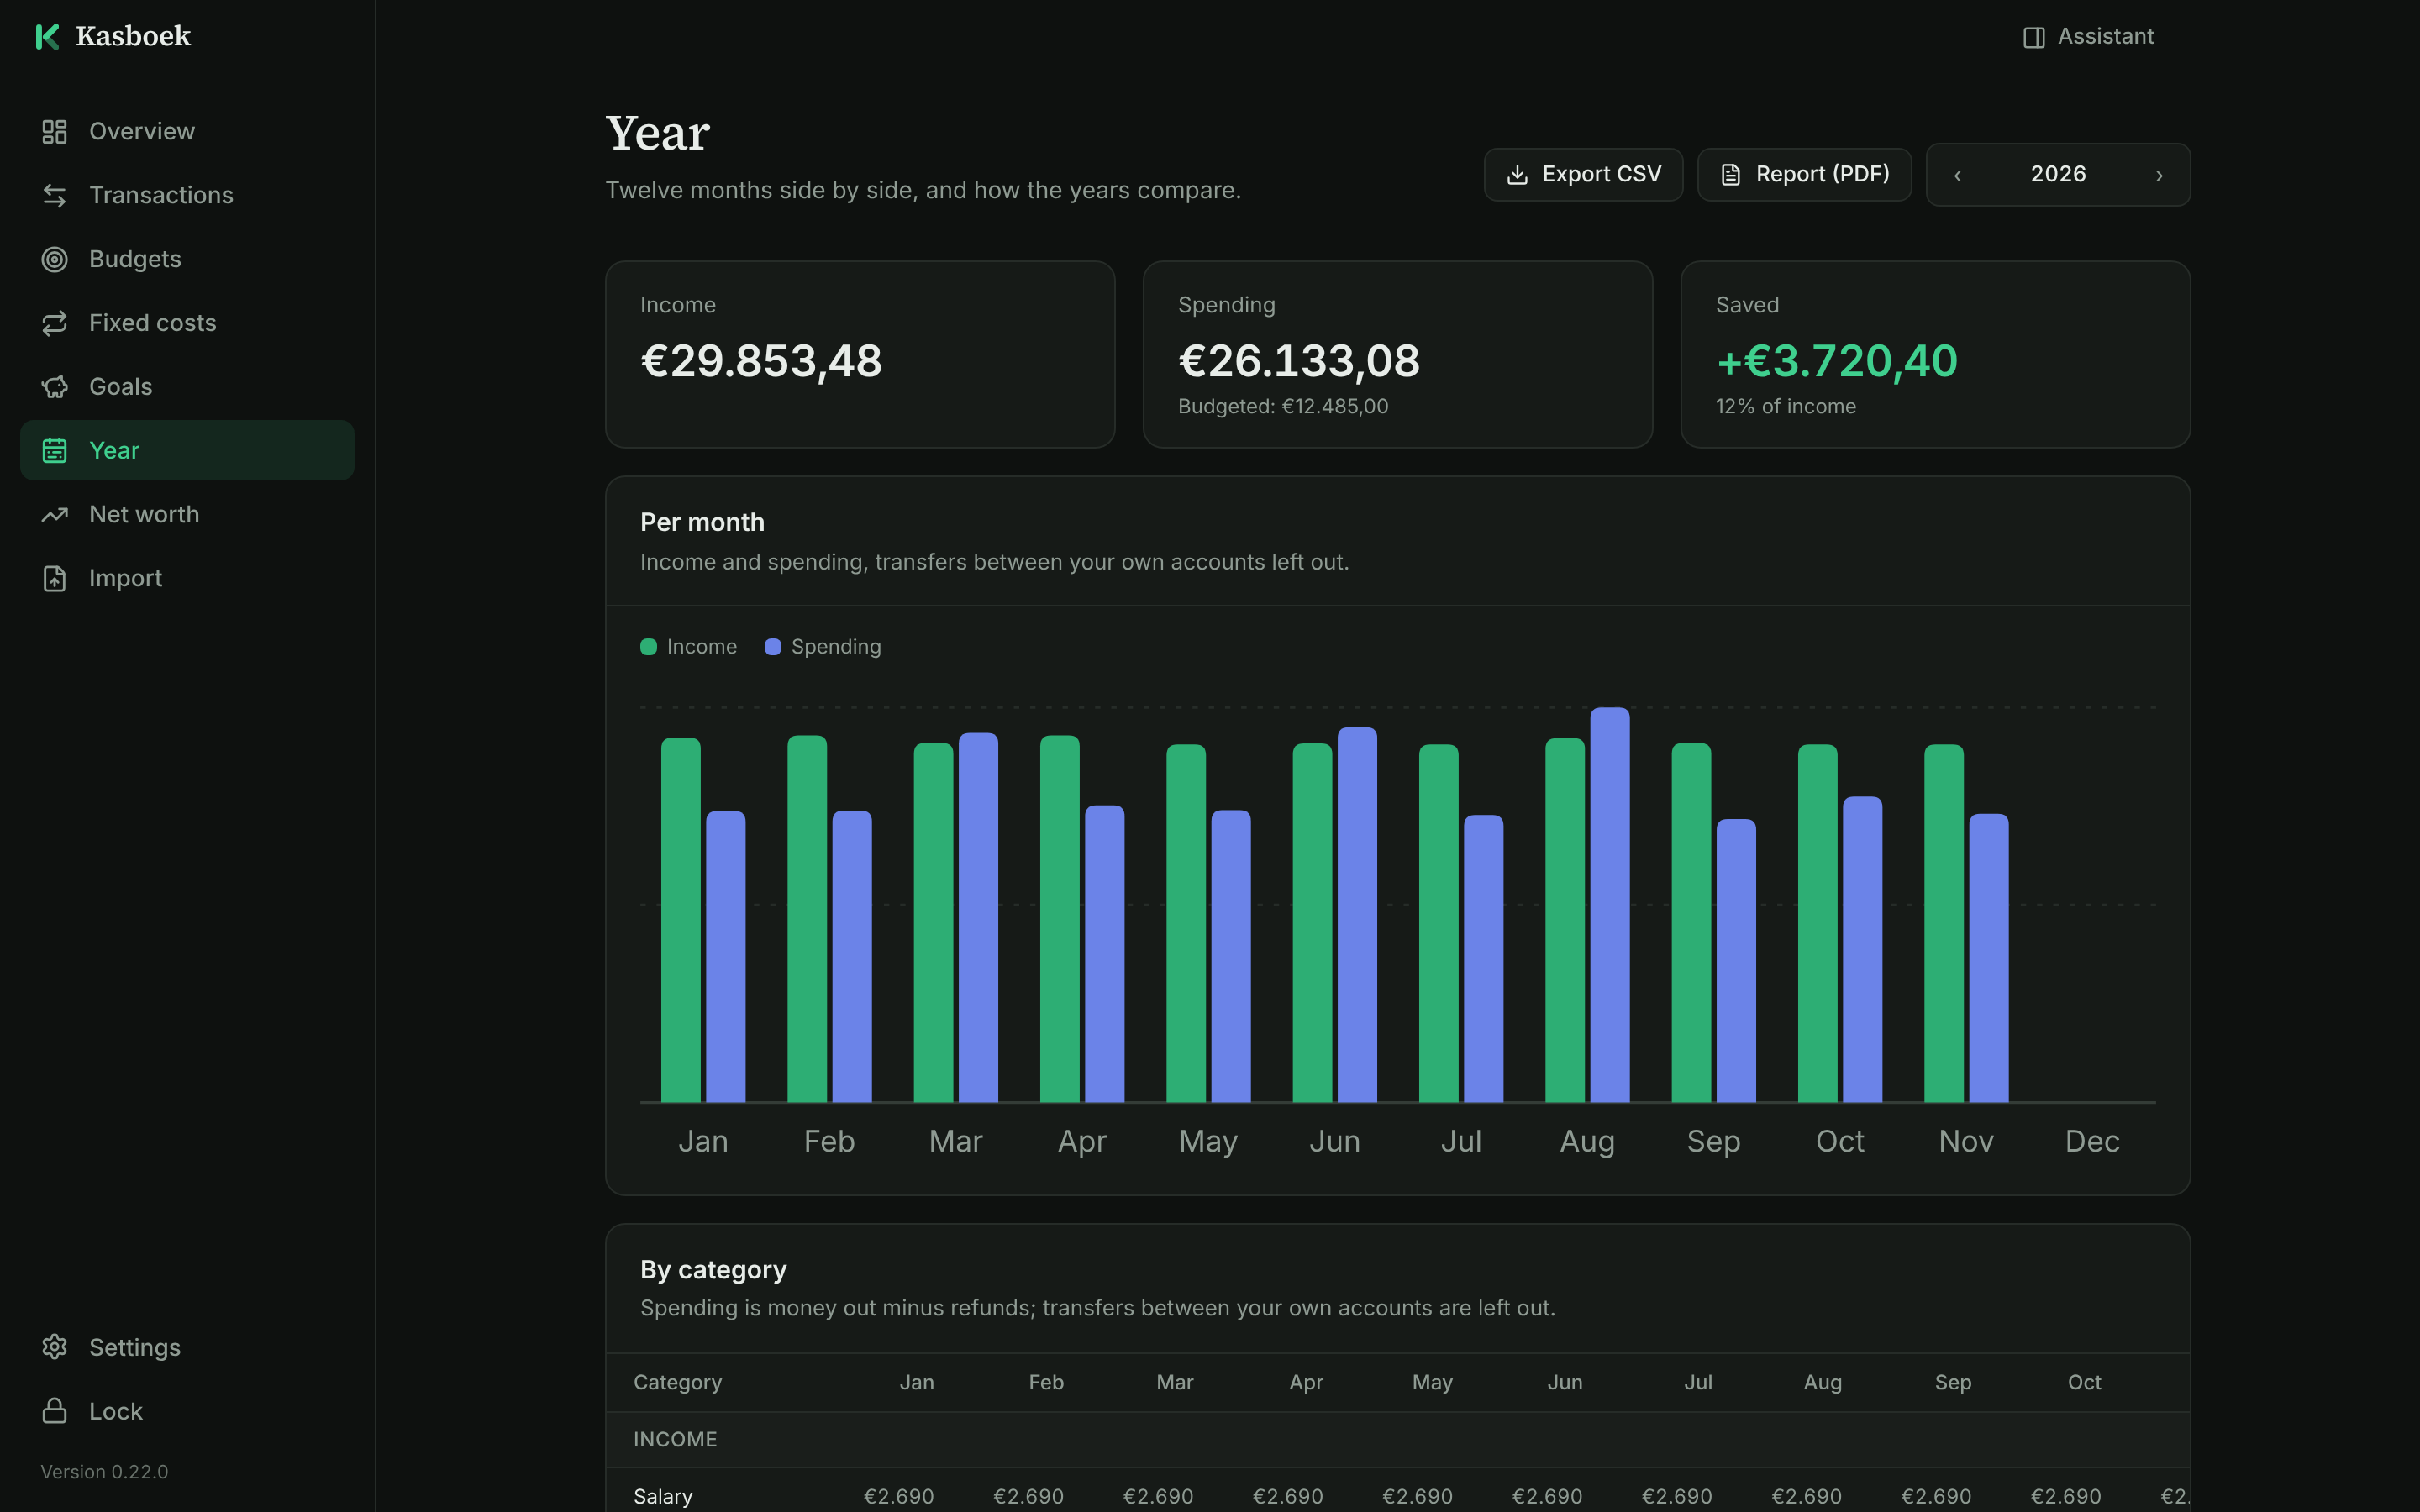 Kasboek
Assistant
Overview
Transactions
Budgets
Fixed costs
Goals
Year
Net worth
Import
Settings
Lock
Version 0.22.0
Year
Twelve months side by side, and how the years compare.
Export CSV
Report (PDF)
‹ 2026 ›
Income
€29.853,48
Spending
€26.133,08
Budgeted: €12.485,00
Saved
+€3.720,40
12% of income
Per month
Income and spending, transfers between your own accounts left out.
Income Spending
Jan Feb Mar Apr May Jun Jul Aug Sep Oct Nov Dec
By category
Spending is money out minus refunds; transfers between your own accounts are left out.
Category Jan Feb Mar Apr May Jun Jul Aug Sep Oct
INCOME
Salary €2.690 €2.690 €2.690 €2.690 €2.690 €2.690 €2.690 €2.690 €2.690 €2.690 €2.